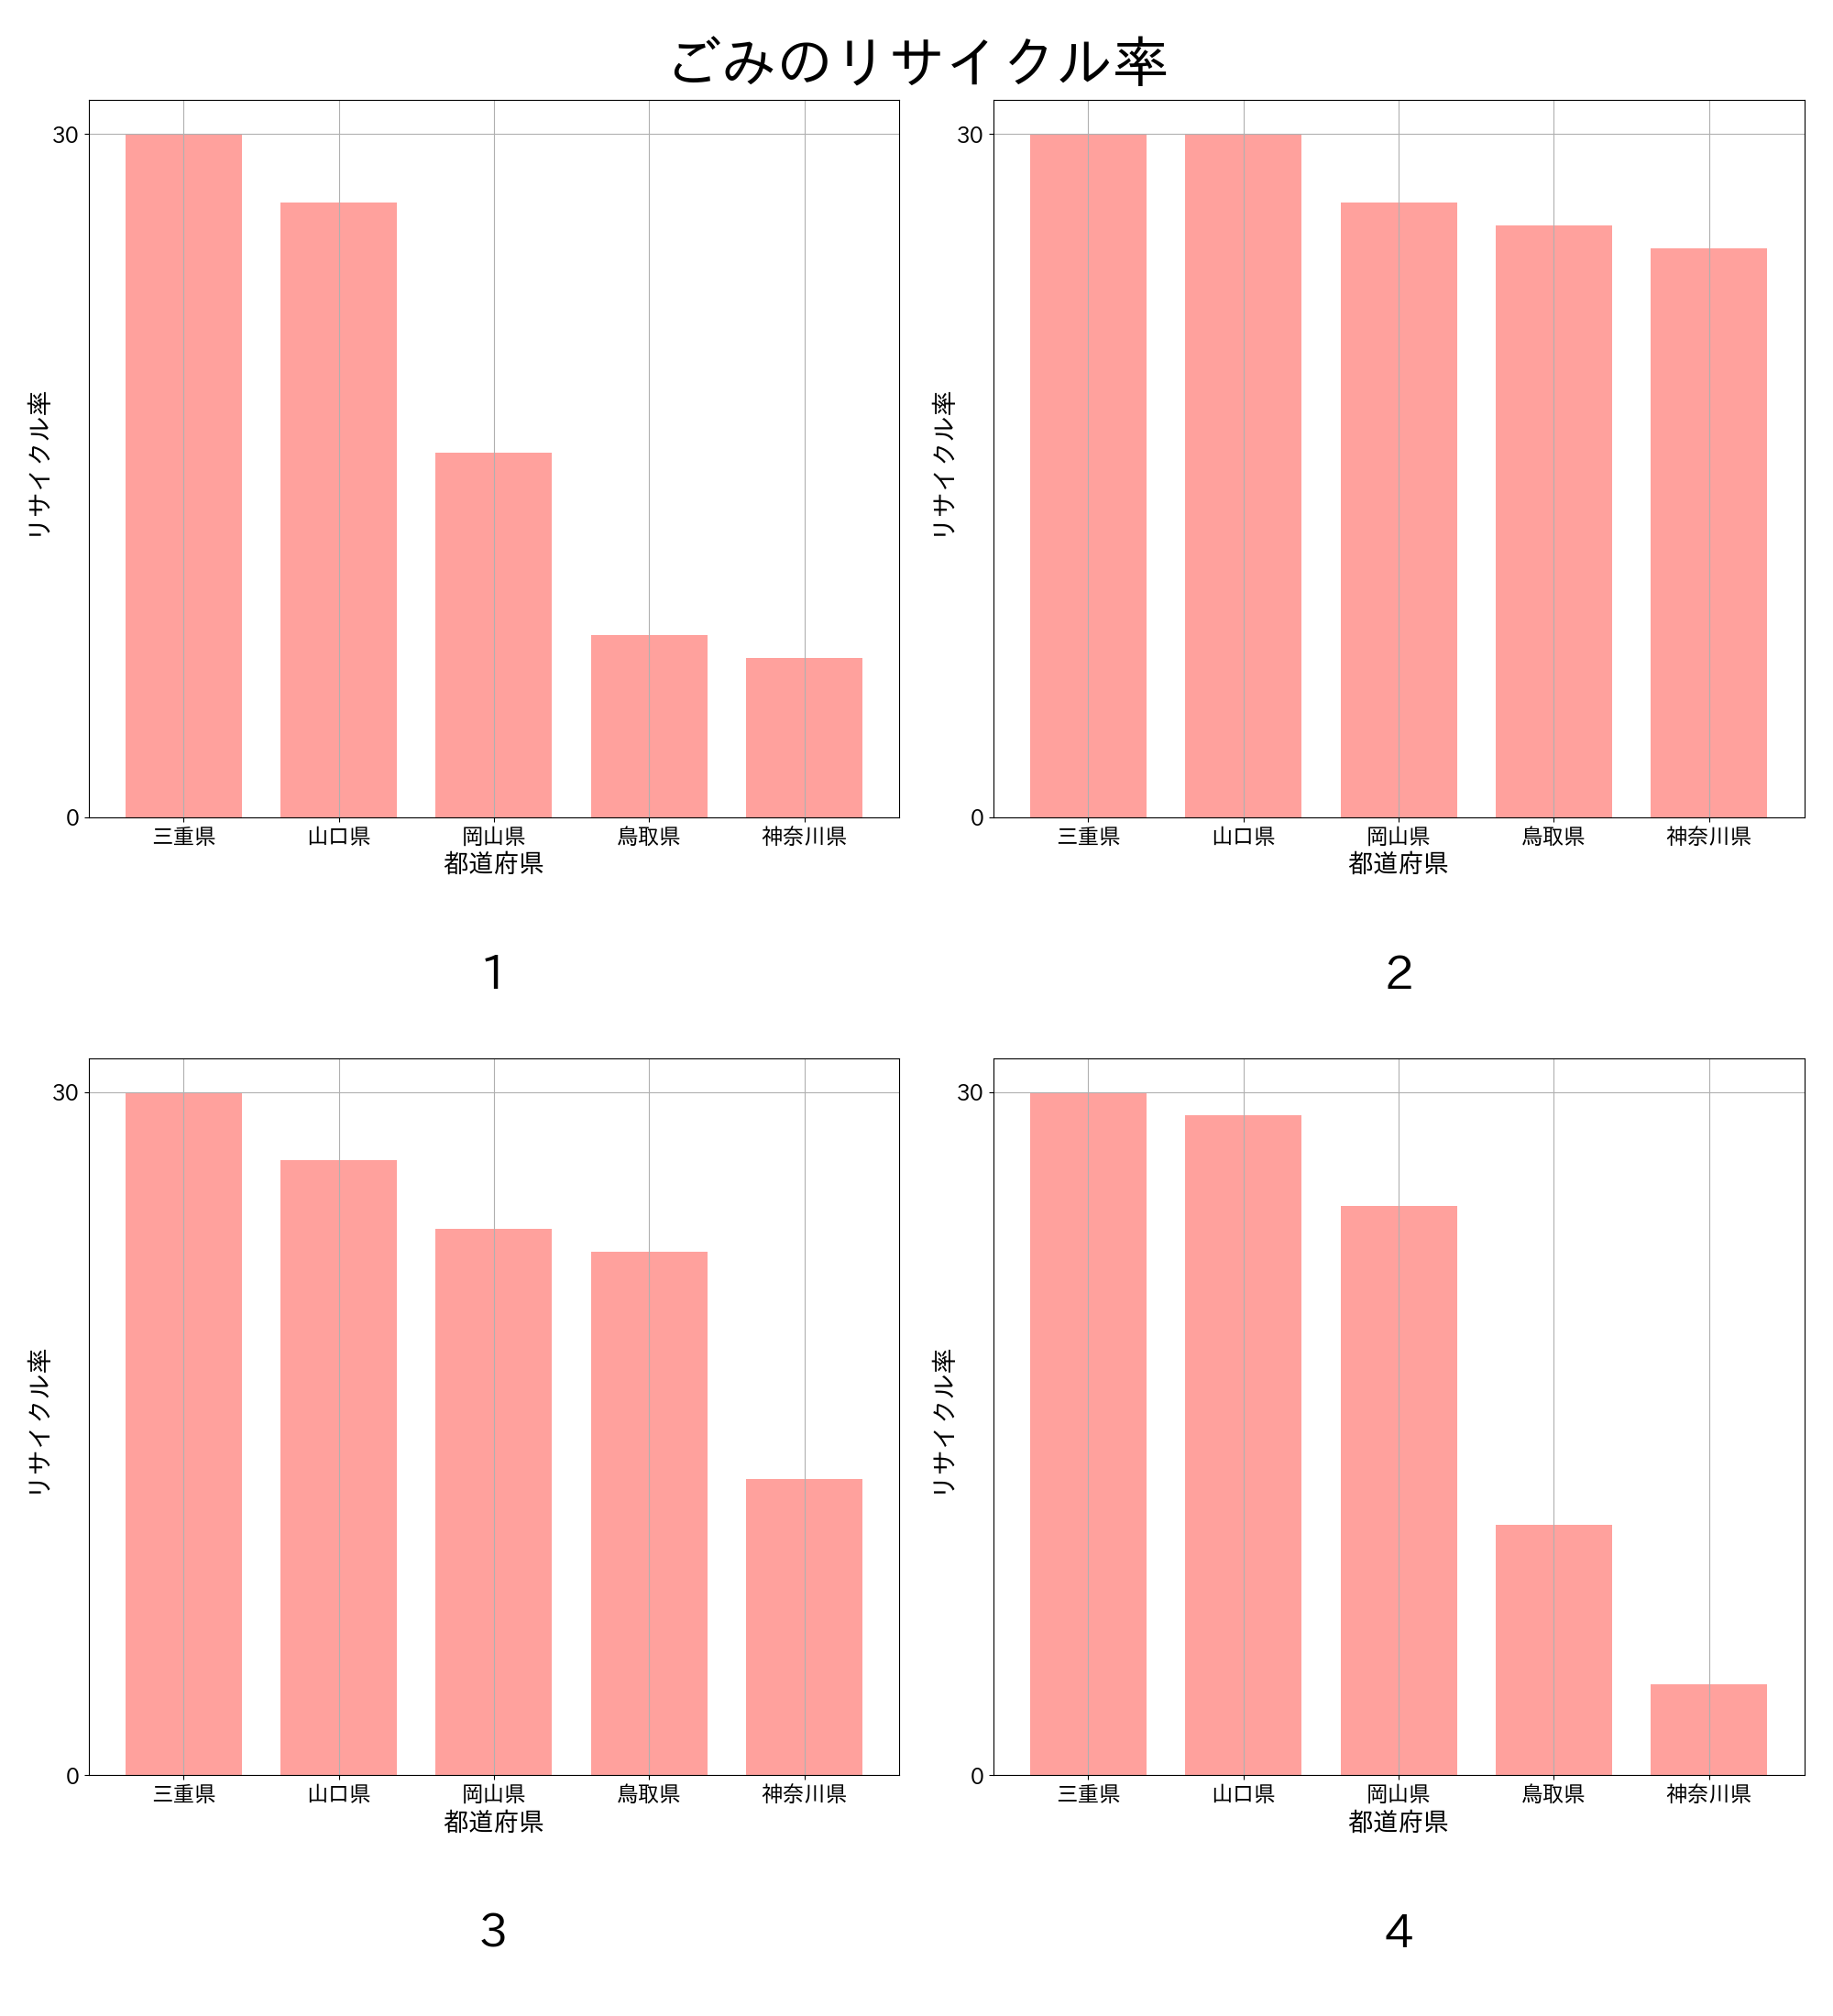 ごみのリサイクル率
30
0
リサイクル率
三重県 山口県 岡山県 鳥取県 神奈川県
都道府県
1
30
0
リサイクル率
三重県 山口県 岡山県 鳥取県 神奈川県
都道府県
2
30
0
リサイクル率
三重県 山口県 岡山県 鳥取県 神奈川県
都道府県
3
30
0
リサイクル率
三重県 山口県 岡山県 鳥取県 神奈川県
都道府県
4